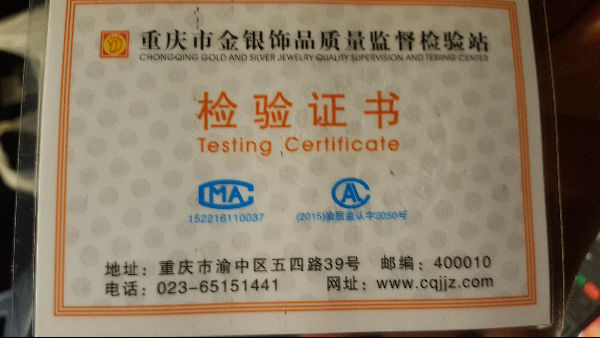 重庆市金银饰品质量监督检验站
CHONGQING GOLD AND SILVER JEWELRY QUALITY SUPERVISION AND TESTING CENTER
检验证书
Testing Certificate
CMA CAL
152216110037 (2015)渝质监认字2050号
地址：重庆市渝中区五四路39号 邮编：400010
电话：023-65151441 网址：www.cqjjz.com